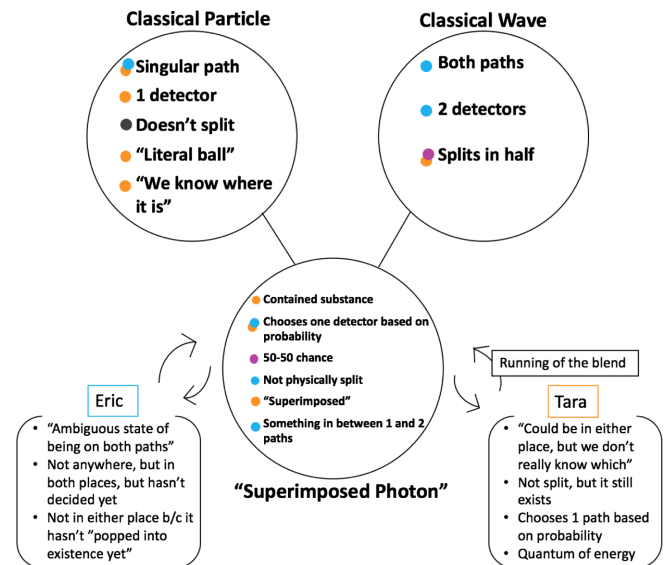 Classical Particle
Singular path
1 detector
Doesn’t split
“Literal ball”
“We know where
it is”
Classical Wave
Both paths
2 detectors
Splits in half
Contained substance
Chooses one detector based on
probability
50-50 chance
Not physically split
“Superimposed”
Something in between 1 and 2
paths
“Superimposed Photon”
Eric
• “Ambiguous state of
being on both paths”
• Not anywhere, but in
both places, but hasn’t
decided yet
• Not in either place b/c it
hasn’t ”popped into
existence yet”
Running of the blend
Tara
• “Could be in either
place, but we don’t
really know which”
• Not split, but it still
exists
• Chooses 1 path based
on probability
• Quantum of energy